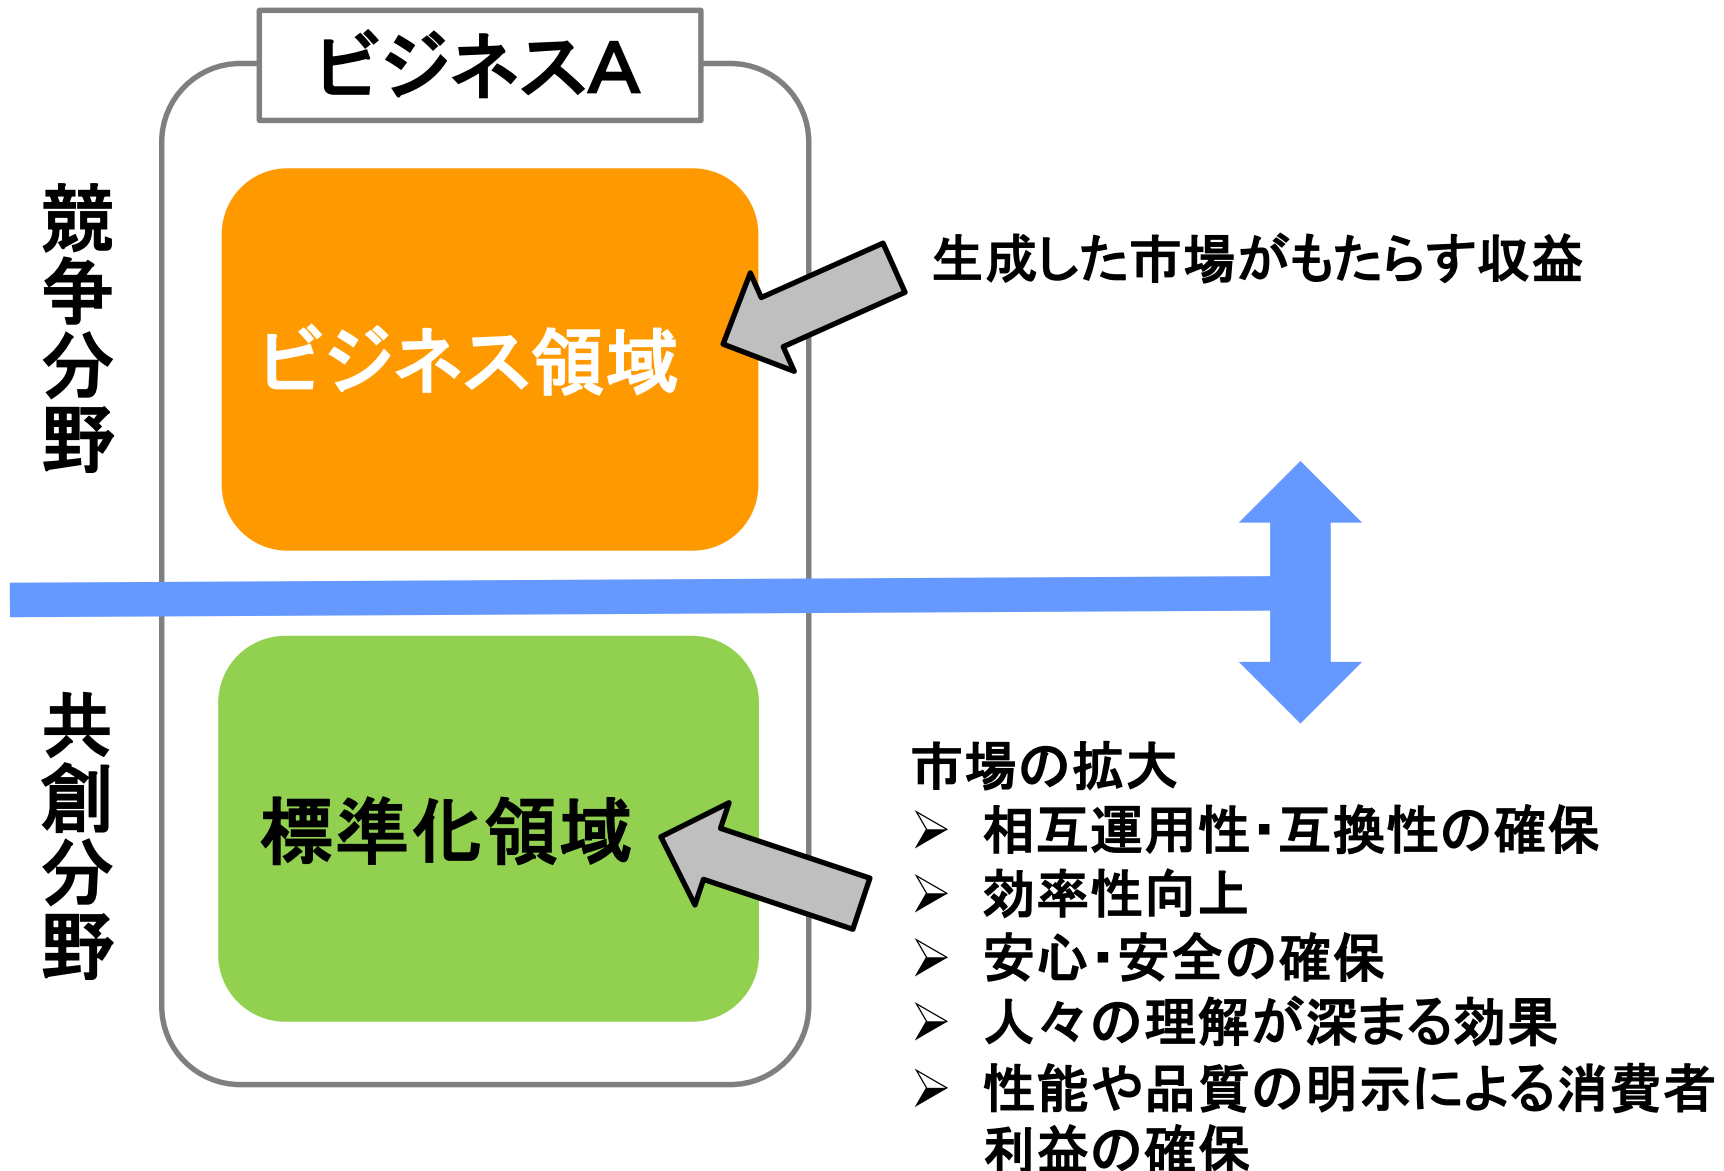 ビジネスA
競争分野
ビジネス領域
生成した市場がもたらす収益
共創分野
標準化領域
市場の拡大
➢ 相互運用性・互換性の確保
➢ 効率性向上
➢ 安心・安全の確保
➢ 人々の理解が深まる効果
➢ 性能や品質の明示による消費者
利益の確保